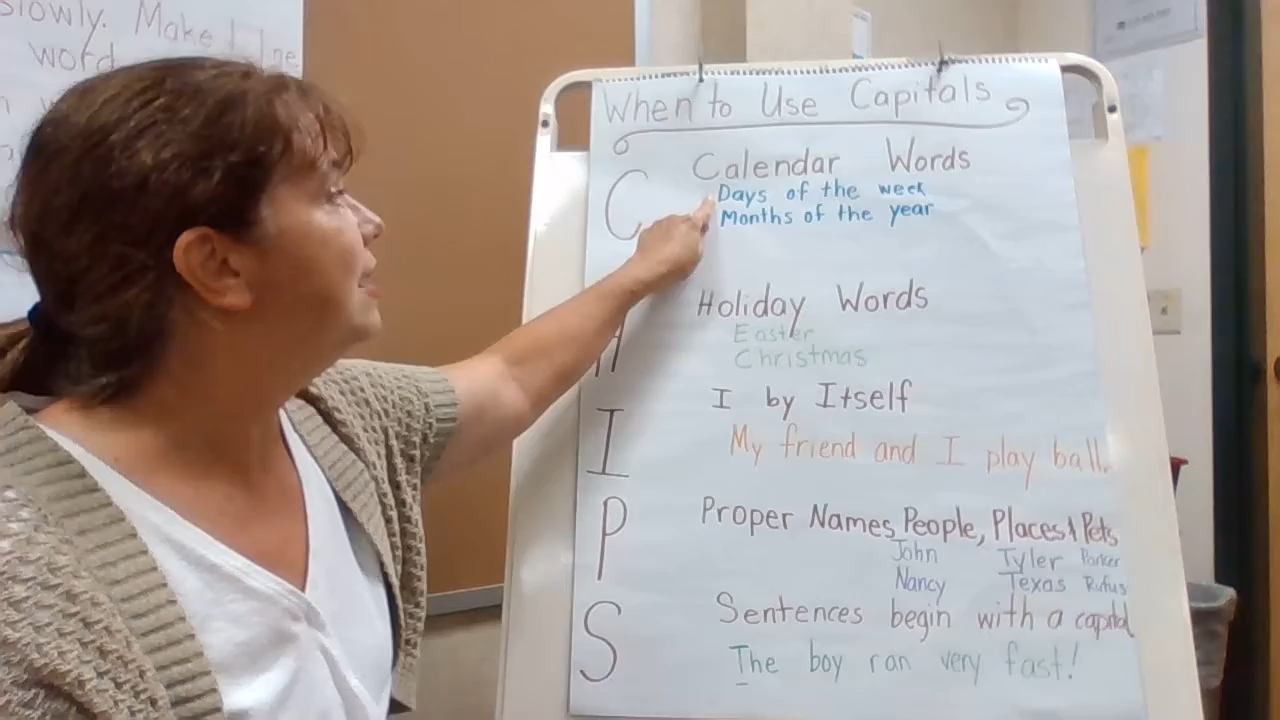 slowly. Make
word
When to Use Capitals
C Calendar Words
Days of the week
Months of the year
H Holiday Words
Easter
Christmas
I I by Itself
My friend and I play ball.
P Proper Names, People, Places & Pets
John Tyler Parker
Nancy Texas Rufus
S Sentences begin with a capital
The boy ran very fast!